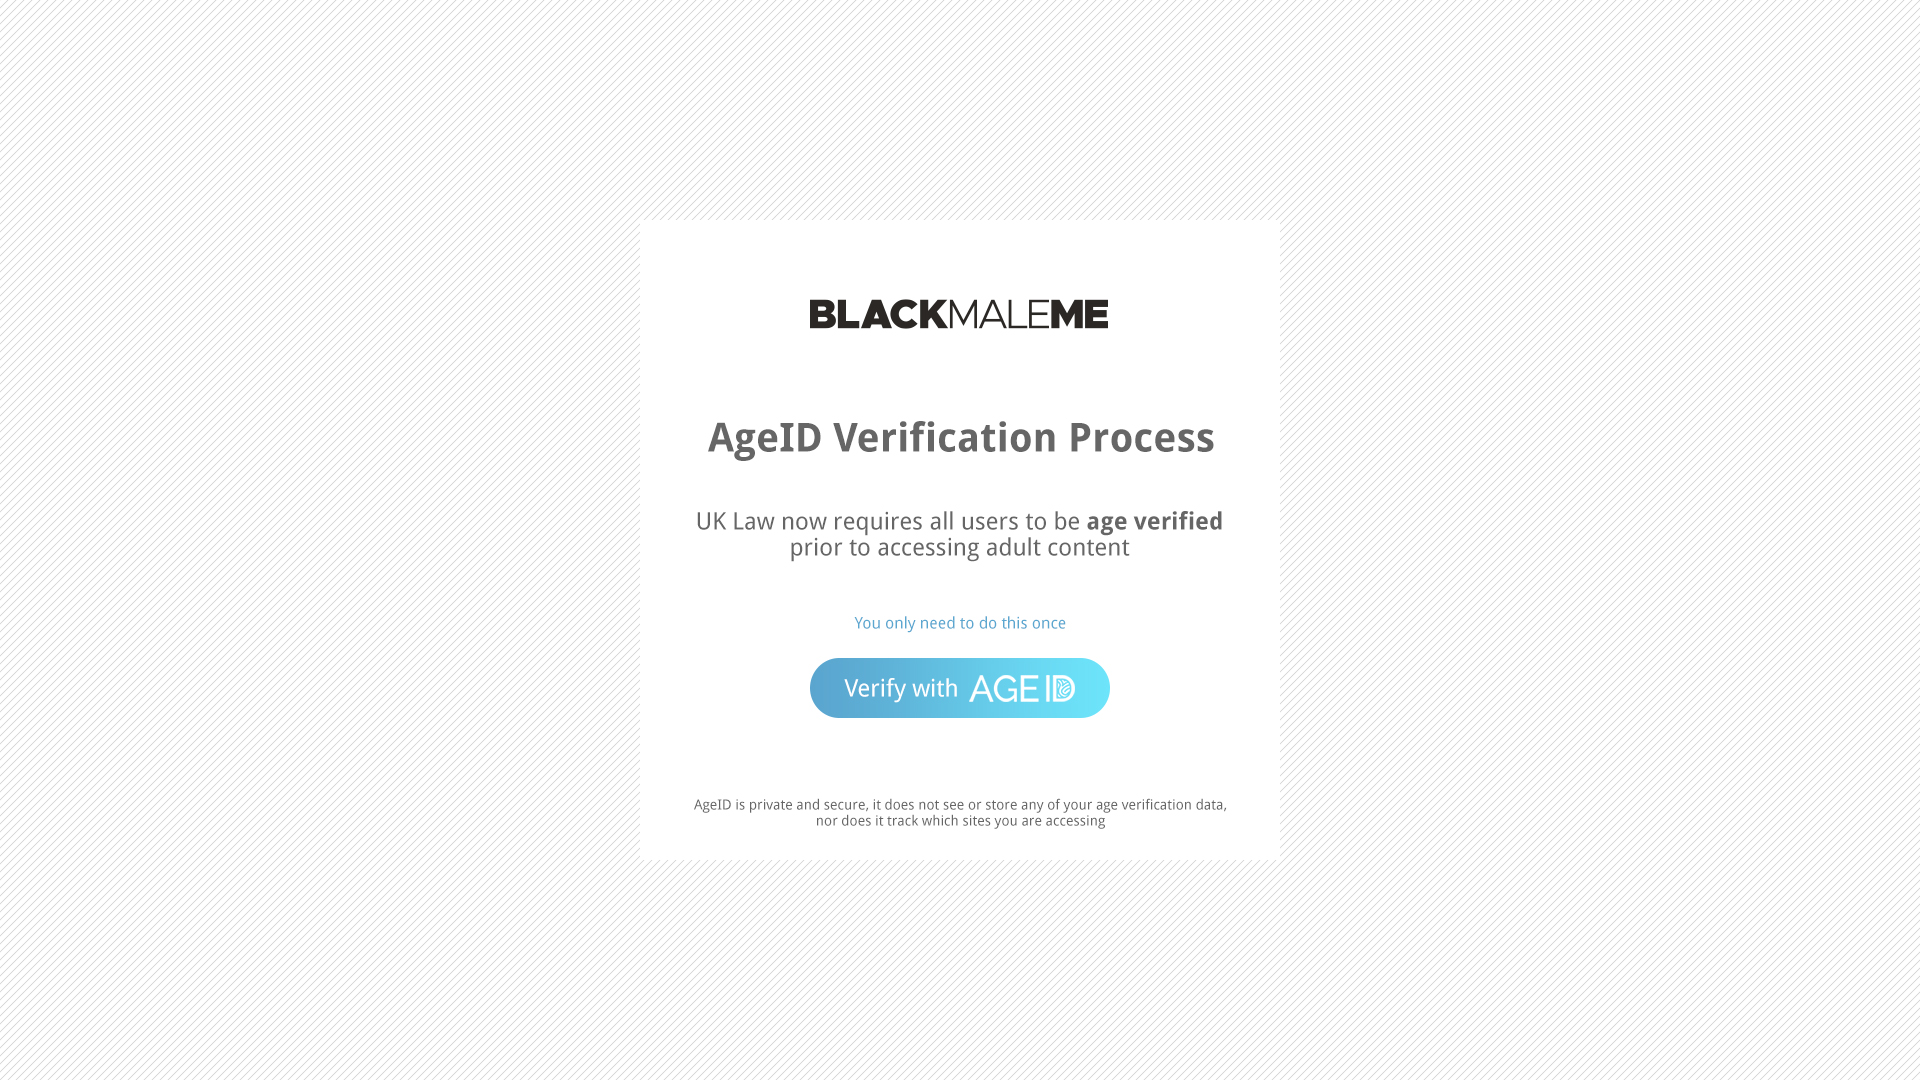 BLACKMALEME
AgeID Verification Process
UK Law now requires all users to be age verified
prior to accessing adult content
You only need to do this once
Verify with AGE ID
AgeID is private and secure, it does not see or store any of your age verification data,
nor does it track which sites you are accessing